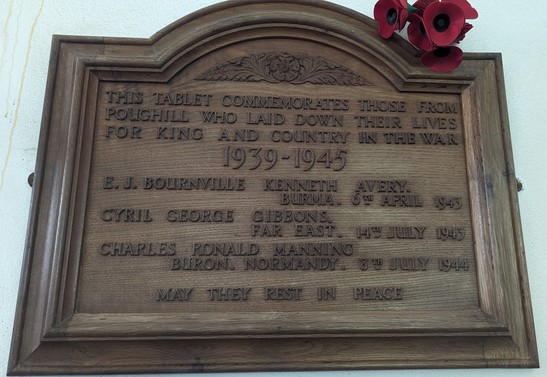 THIS TABLET COMMEMORATES THOSE FROM
POUGHILL WHO LAID DOWN THEIR LIVES
FOR KING AND COUNTRY IN THE WAR
1939-1945
E. J. BOURNVILLE KENNETH AVERY.
BURMA. 6TH APRIL 1943
CYRIL GEORGE GIBBONS.
FAR EAST. 14TH JULY 1943
CHARLES RONALD MANNING
BURON. NORMANDY. 8TH JULY 1944
MAY THEY REST IN PEACE